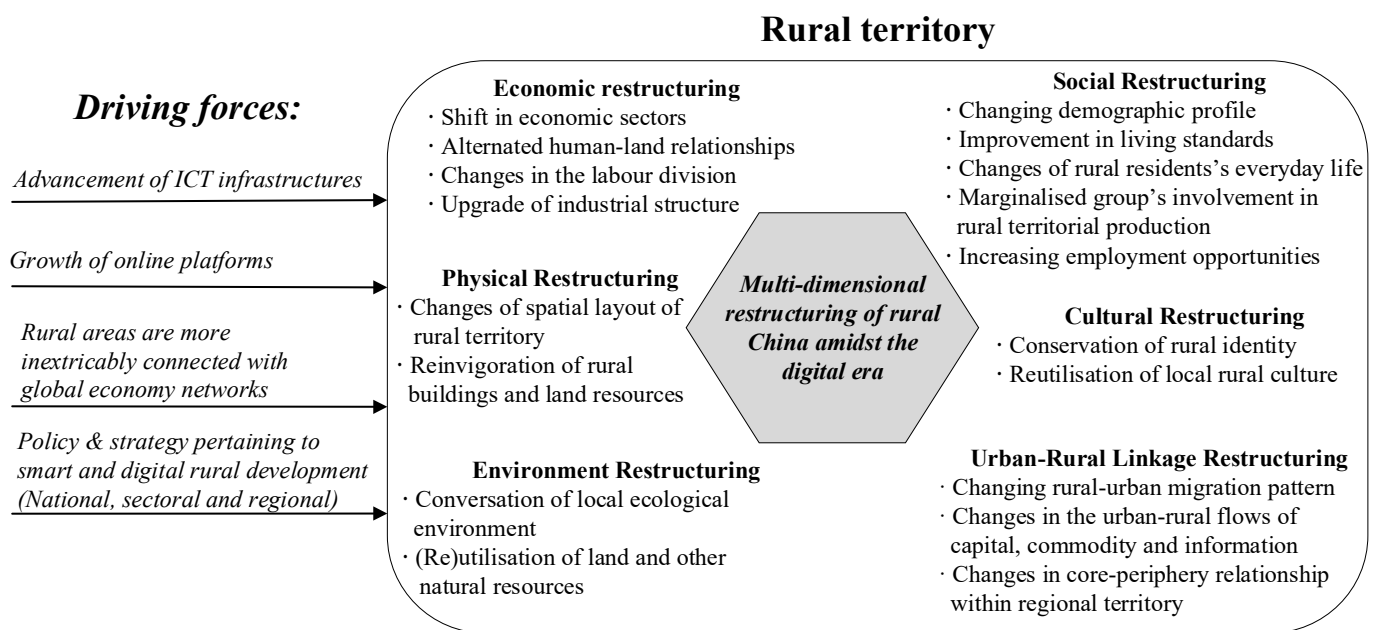 Rural territory
Driving forces:
Advancement of ICT infrastructures
Growth of online platforms
Rural areas are more
inextricably connected with
global economy networks
Policy & strategy pertaining to
smart and digital rural development
(National, sectoral and regional)
Economic restructuring
· Shift in economic sectors
· Alternated human-land relationships
· Changes in the labour division
· Upgrade of industrial structure
Physical Restructuring
· Changes of spatial layout of
rural territory
· Reinvigoration of rural
buildings and land resources
Environment Restructuring
· Conversation of local ecological
environment
· (Re)utilisation of land and other
natural resources
Multi-dimensional
restructuring of rural
China amidst the
digital era
Social Restructuring
· Changing demographic profile
· Improvement in living standards
· Changes of rural residents's everyday life
· Marginalised group's involvement in
rural territorial production
· Increasing employment opportunities
Cultural Restructuring
· Conservation of rural identity
· Reutilisation of local rural culture
Urban-Rural Linkage Restructuring
· Changing rural-urban migration pattern
· Changes in the urban-rural flows of
capital, commodity and information
· Changes in core-periphery relationship
within regional territory